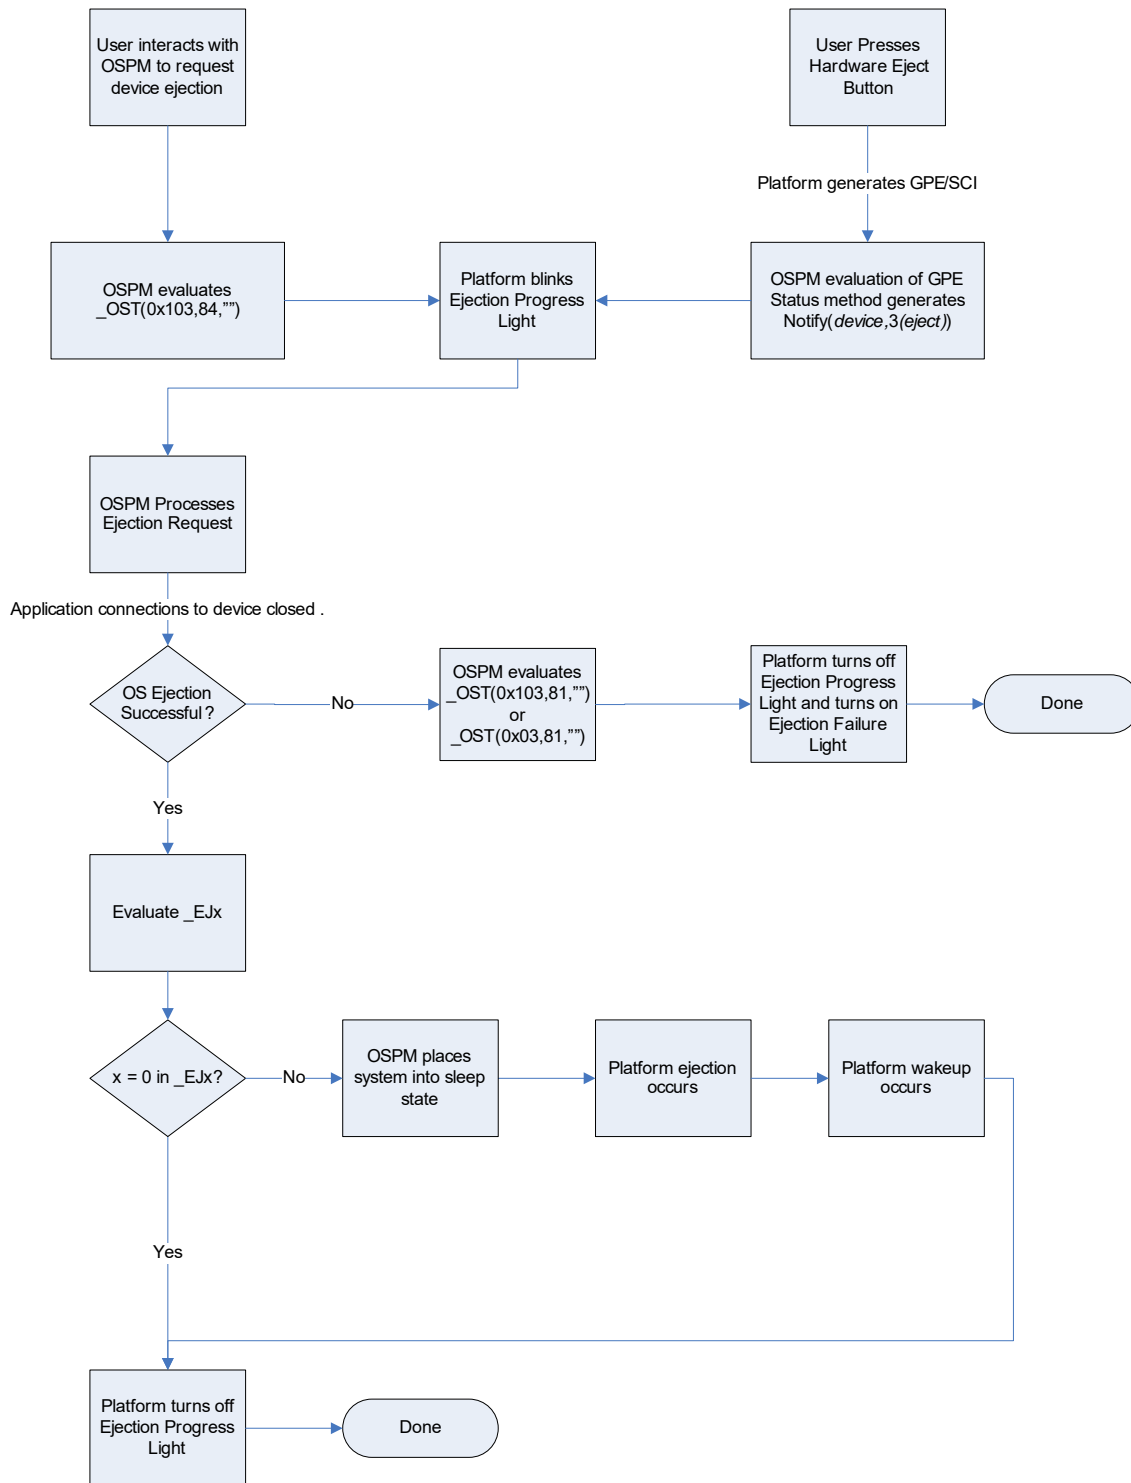 User interacts with
OSPM to request
device ejection
User Presses
Hardware Eject
Button
Platform generates GPE/SCI
OSPM evaluates
_OST(0x103,84,””)
Platform blinks
Ejection Progress
Light
OSPM evaluation of GPE
Status method generates
Notify(device,3(eject))
OSPM Processes
Ejection Request
Application connections to device closed .
OS Ejection
Successful?
No
OSPM evaluates
_OST(0x103,81,””)
or
_OST(0x03,81,””)
Platform turns off
Ejection Progress
Light and turns on
Ejection Failure
Light
Done
Yes
Evaluate _EJx
x = 0 in _EJx?
No
OSPM places
system into sleep
state
Platform ejection
occurs
Platform wakeup
occurs
Yes
Platform turns off
Ejection Progress
Light
Done